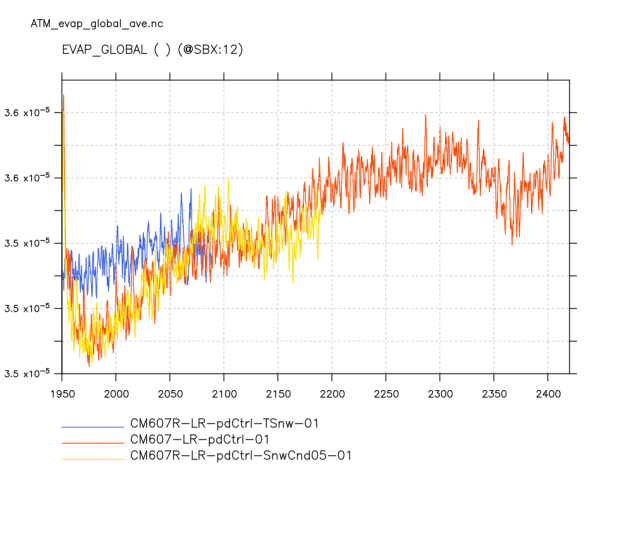 ATM_evap_global_ave.nc
EVAP_GLOBAL ( ) (@SBX:12)
3.6 x10⁻⁵
3.6 x10⁻⁵
3.5 x10⁻⁵
3.5 x10⁻⁵
3.5 x10⁻⁵
1950 2000 2050 2100 2150 2200 2250 2300 2350 2400
CM607R-LR-pdCtrl-TSnw-01
CM607-LR-pdCtrl-01
CM607R-LR-pdCtrl-SnwCnd05-01